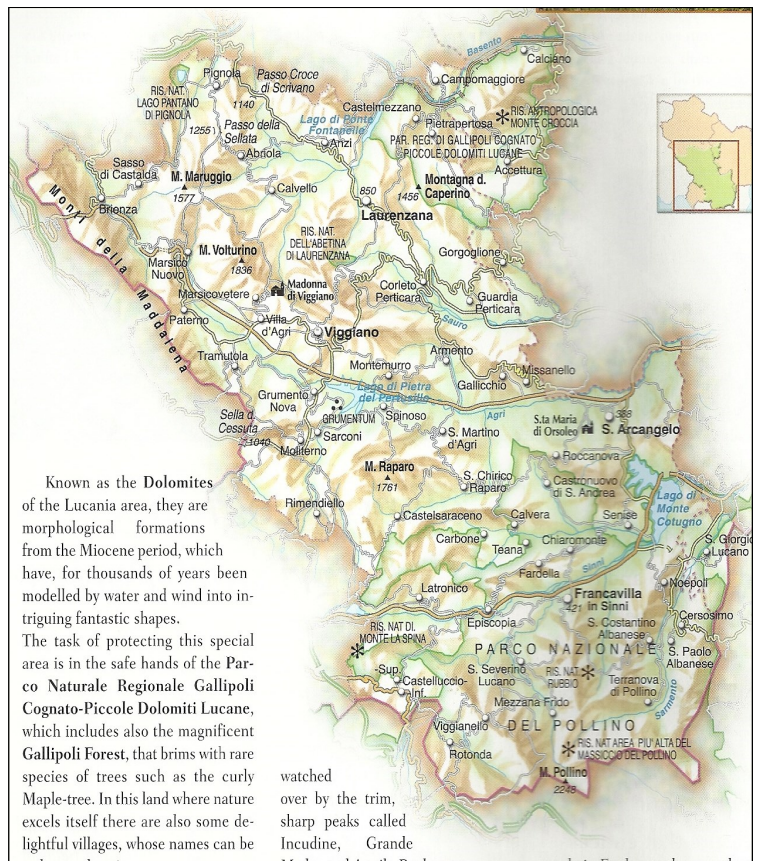 Basento
Calciano
Pignola
Passo Croce
di Scrivano
Campomaggiore
RIS. NAT.
LAGO PANTANO
DI PIGNOLA
1140
Castelmezzano
Lago di Ponte
Fontanelle
Pietrapertosa
RIS. ANTROPOLOGICA
MONTE CROCCIA
1255
Passo della
Sellata
Anzi
PAR. REG. DI GALLIPOLI COGNATO
PICCOLE DOLOMITI LUCANE
Abriola
Accettura
Sasso
di Castalda
M. Maruggio
1577
Calvello
850
Laurenzana
1456
Montagna d.
Caperino
Brienza
Monti della Maddalena
RIS. NAT.
DELL'ABETINA
DI LAURENZANA
M. Volturino
1836
Gorgoglione
Marsico
Nuovo
Marsicovetere
Madonna
di Viggiano
Corleto
Perticara
Guardia
Perticara
Paterno
Villa
d'Agri
Viggiano
Sauro
Tramutola
Armento
Montemurro
Missanello
Gallicchio
Grumento
Nova
Lago di Pietra
del Pertusillo
GRUMENTUM
Spinoso
Agri
Sella d.
Cessuta
1040
Sarconi
Moliterno
S. Martino
d'Agri
S.ta Maria
di Orsoleo
388
S. Arcangelo
Roccanova
M. Raparo
1761
S. Chirico
Raparo
Castronuovo
di S. Andrea
Lago di
Monte
Cotugno
Rimendiello
Castelsaraceno
Calvera
Senise
Carbone
Teana
Chiaromonte
S. Giorgio
Lucano
Fardella
Sinni
Noepoli
Latronico
Francavilla
in Sinni
421
Episcopia
Cersosimo
S. Costantino
Albanese
RIS. NAT DI.
MONTE LA SPINA
PARCO NAZIONALE
S. Paolo
Albanese
-Sup.
Castelluccio-
Inf.
S. Severino
Lucano
RIS. NAT
RUBBIO
Terranova
di Pollino
Sarmento
Mezzana Frido
Viggianello
DEL POLLINO
Rotonda
RIS. NAT AREA PIU' ALTA DEL
MASSICCIO DEL POLLINO
M. Pollino
2248
Known as the Dolomites
of the Lucania area, they are
morphological formations
from the Miocene period, which
have, for thousands of years been
modelled by water and wind into in-
triguing fantastic shapes.
The task of protecting this special
area is in the safe hands of the Par-
co Naturale Regionale Gallipoli
Cognato-Piccole Dolomiti Lucane,
which includes also the magnificent
Gallipoli Forest, that brims with rare
species of trees such as the curly
Maple-tree. In this land where nature
excels itself there are also some de-
lightful villages, whose names can be
watched
over by the trim,
sharp peaks called
Incudine, Grande